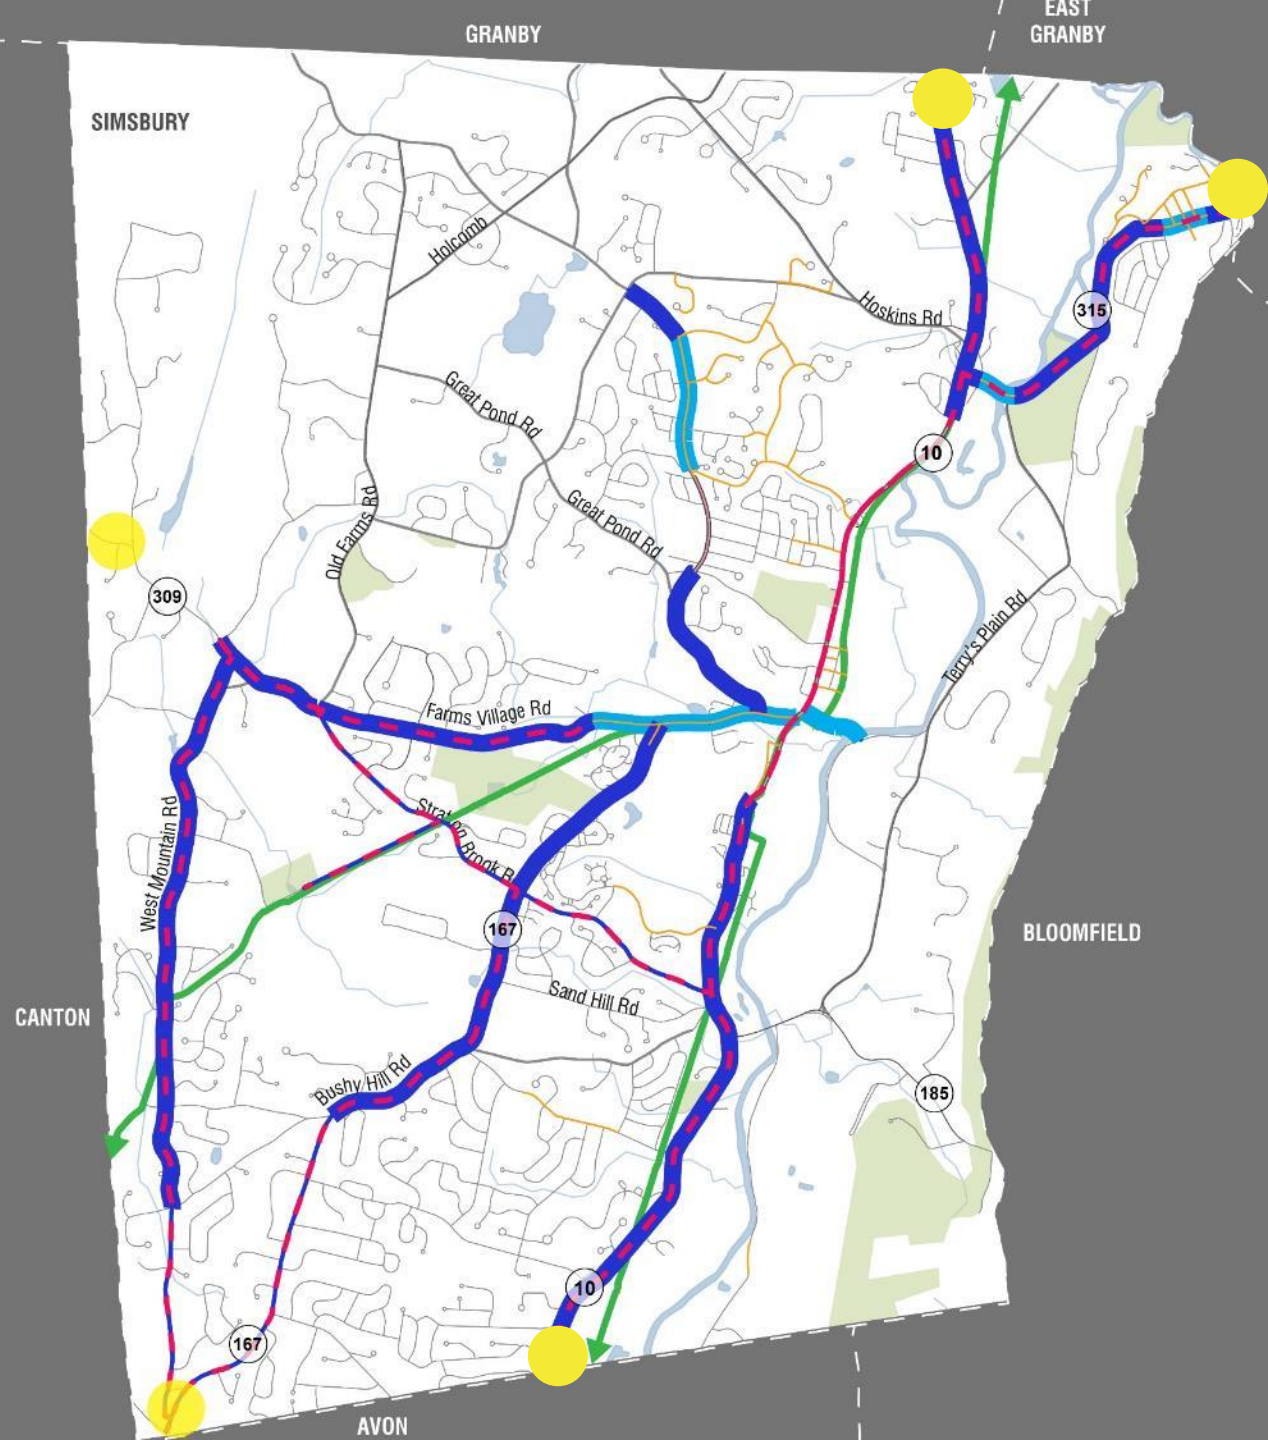 EAST
GRANBY
GRANBY
SIMSBURY
Holcomb
Hoskins Rd
315
Great Pond Rd
10
Great Pond Rd
Old Farms Rd
309
Terry's Plain Rd
Farms Village Rd
West Mountain Rd
Stratton Brook R
167
BLOOMFIELD
Sand Hill Rd
CANTON
Bushy Hill Rd
185
10
167
AVON